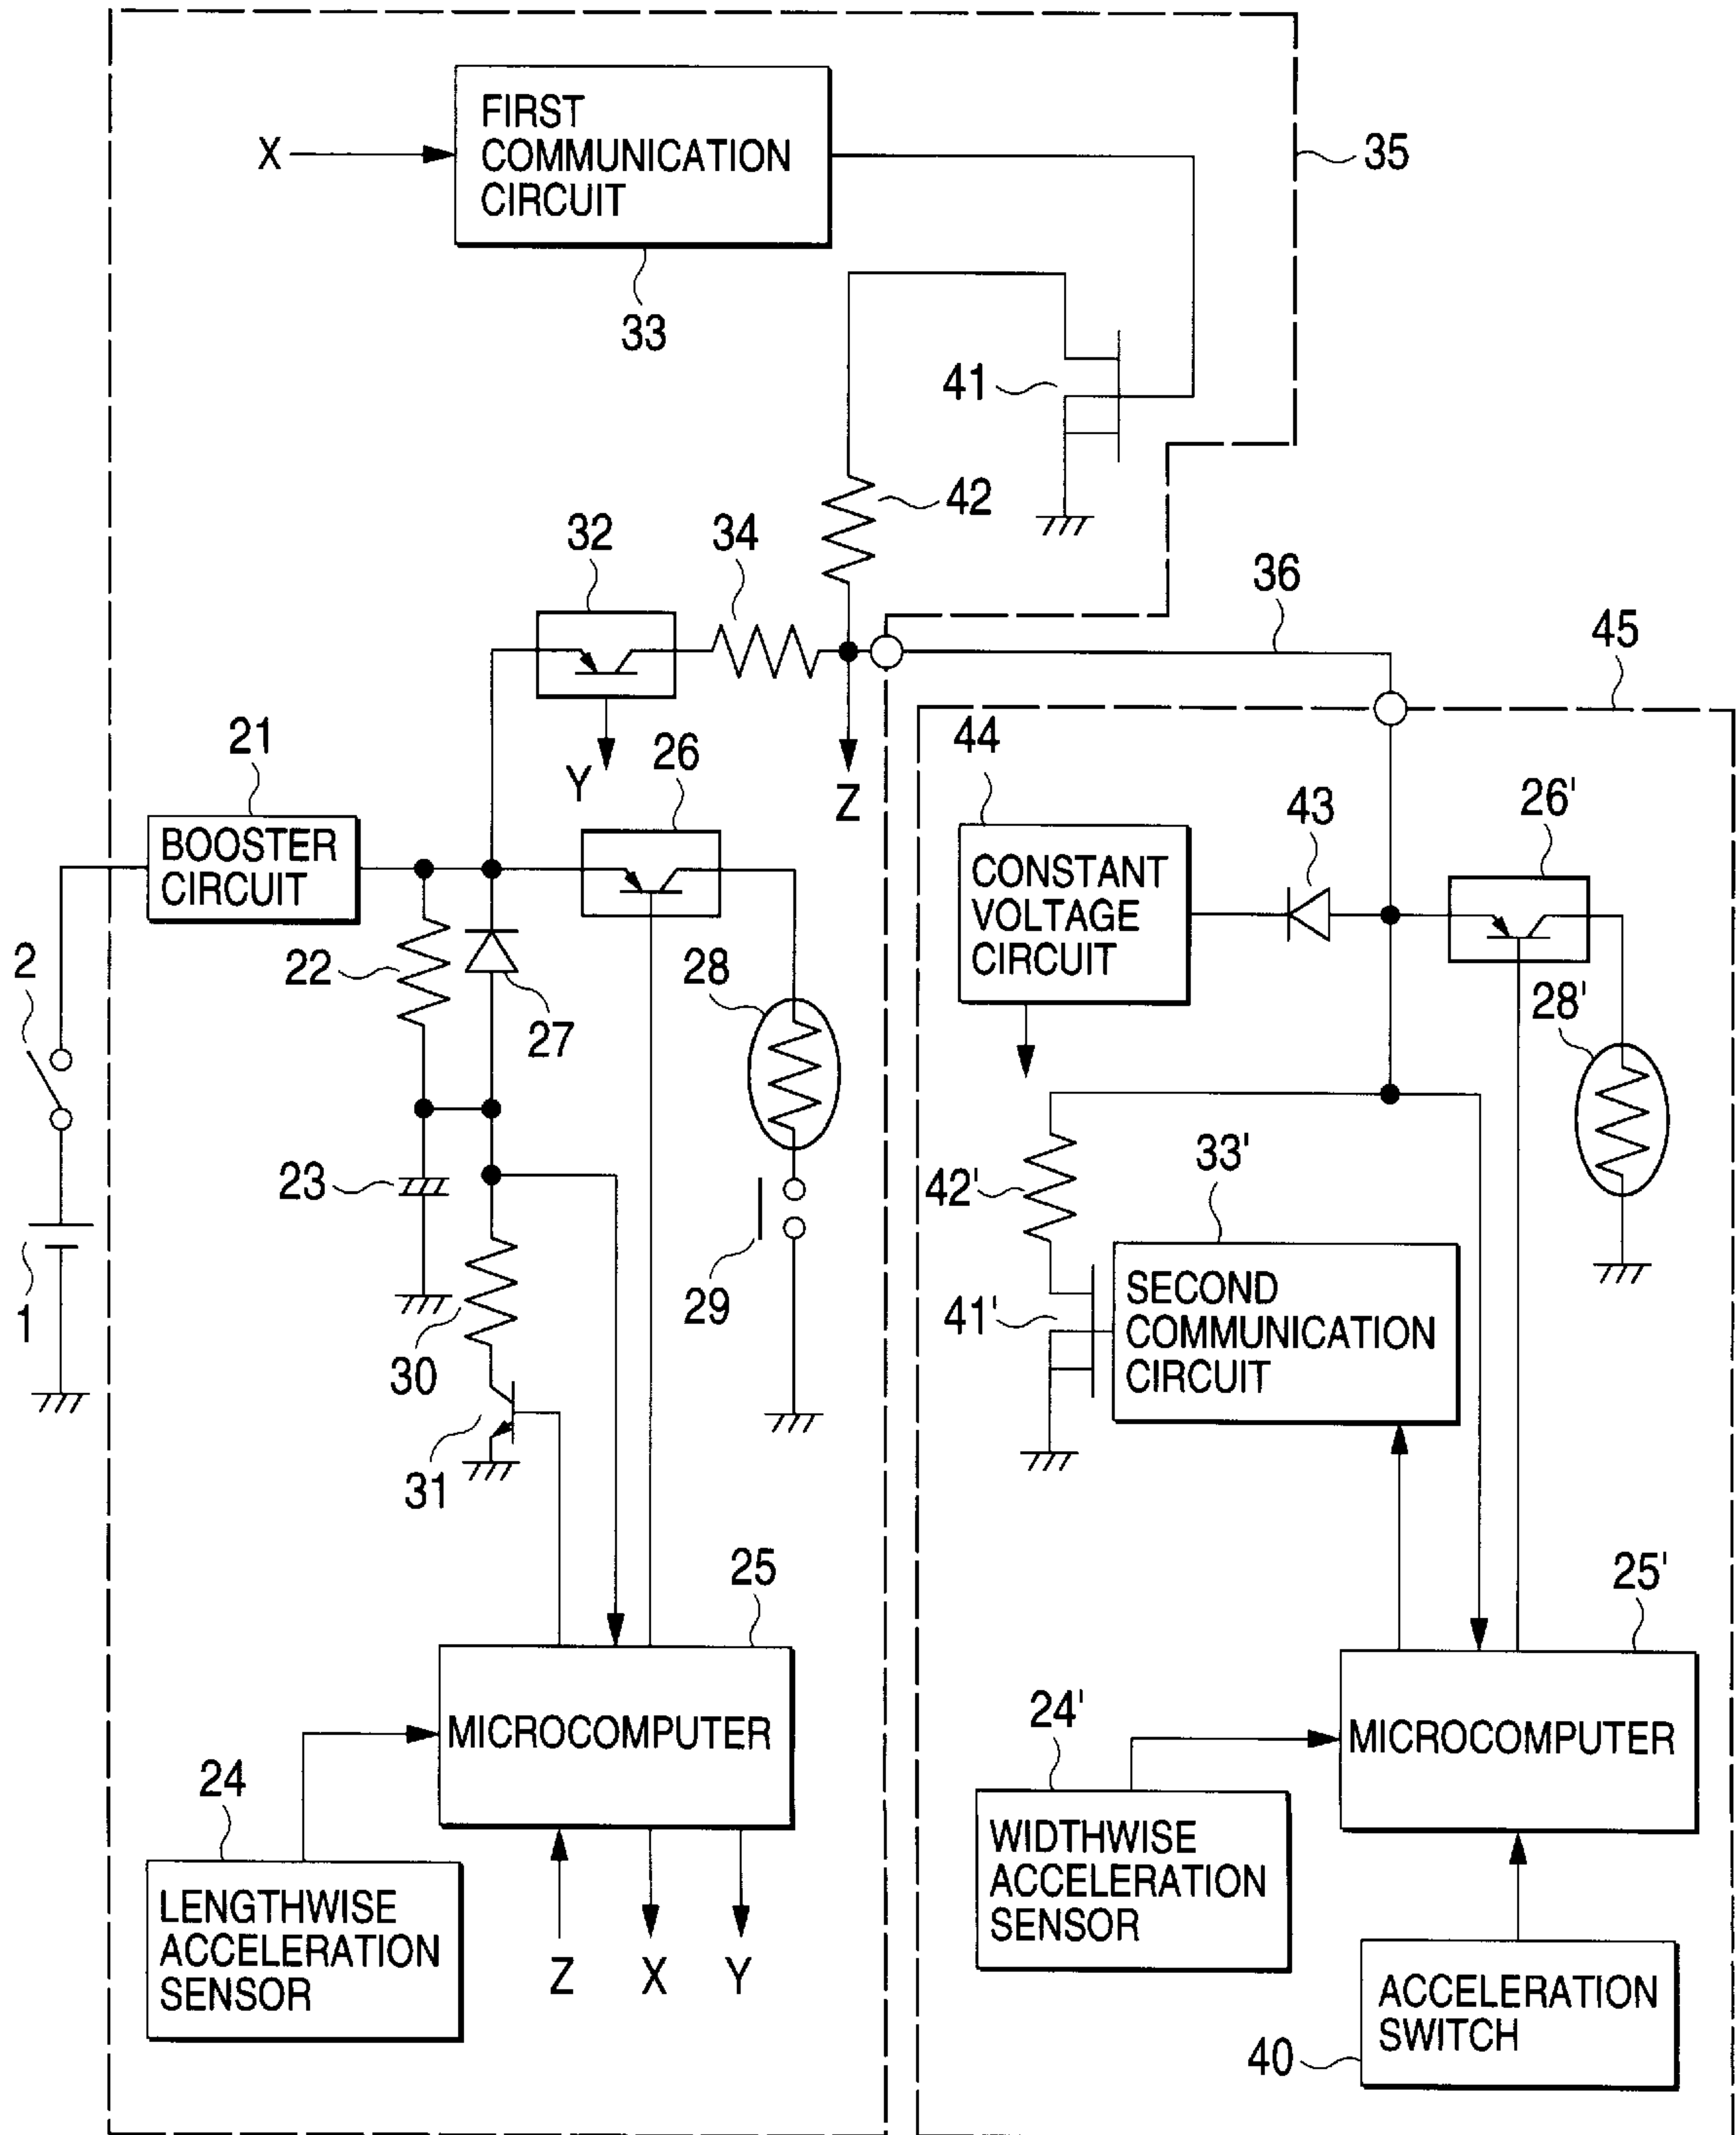 FIRST
COMMUNICATION
CIRCUIT
X
35
33
41
42
32
34
36
45
Y
Z
21
26
44
43
26'
BOOSTER
CIRCUIT
CONSTANT
VOLTAGE
CIRCUIT
2
22
27
28
28'
23
42'
33'
1
30
29
41'
SECOND
COMMUNICATION
CIRCUIT
31
25
25'
MICROCOMPUTER
24'
MICROCOMPUTER
24
WIDTHWISE
ACCELERATION
SENSOR
LENGTHWISE
ACCELERATION
SENSOR
Z
X
Y
ACCELERATION
SWITCH
40